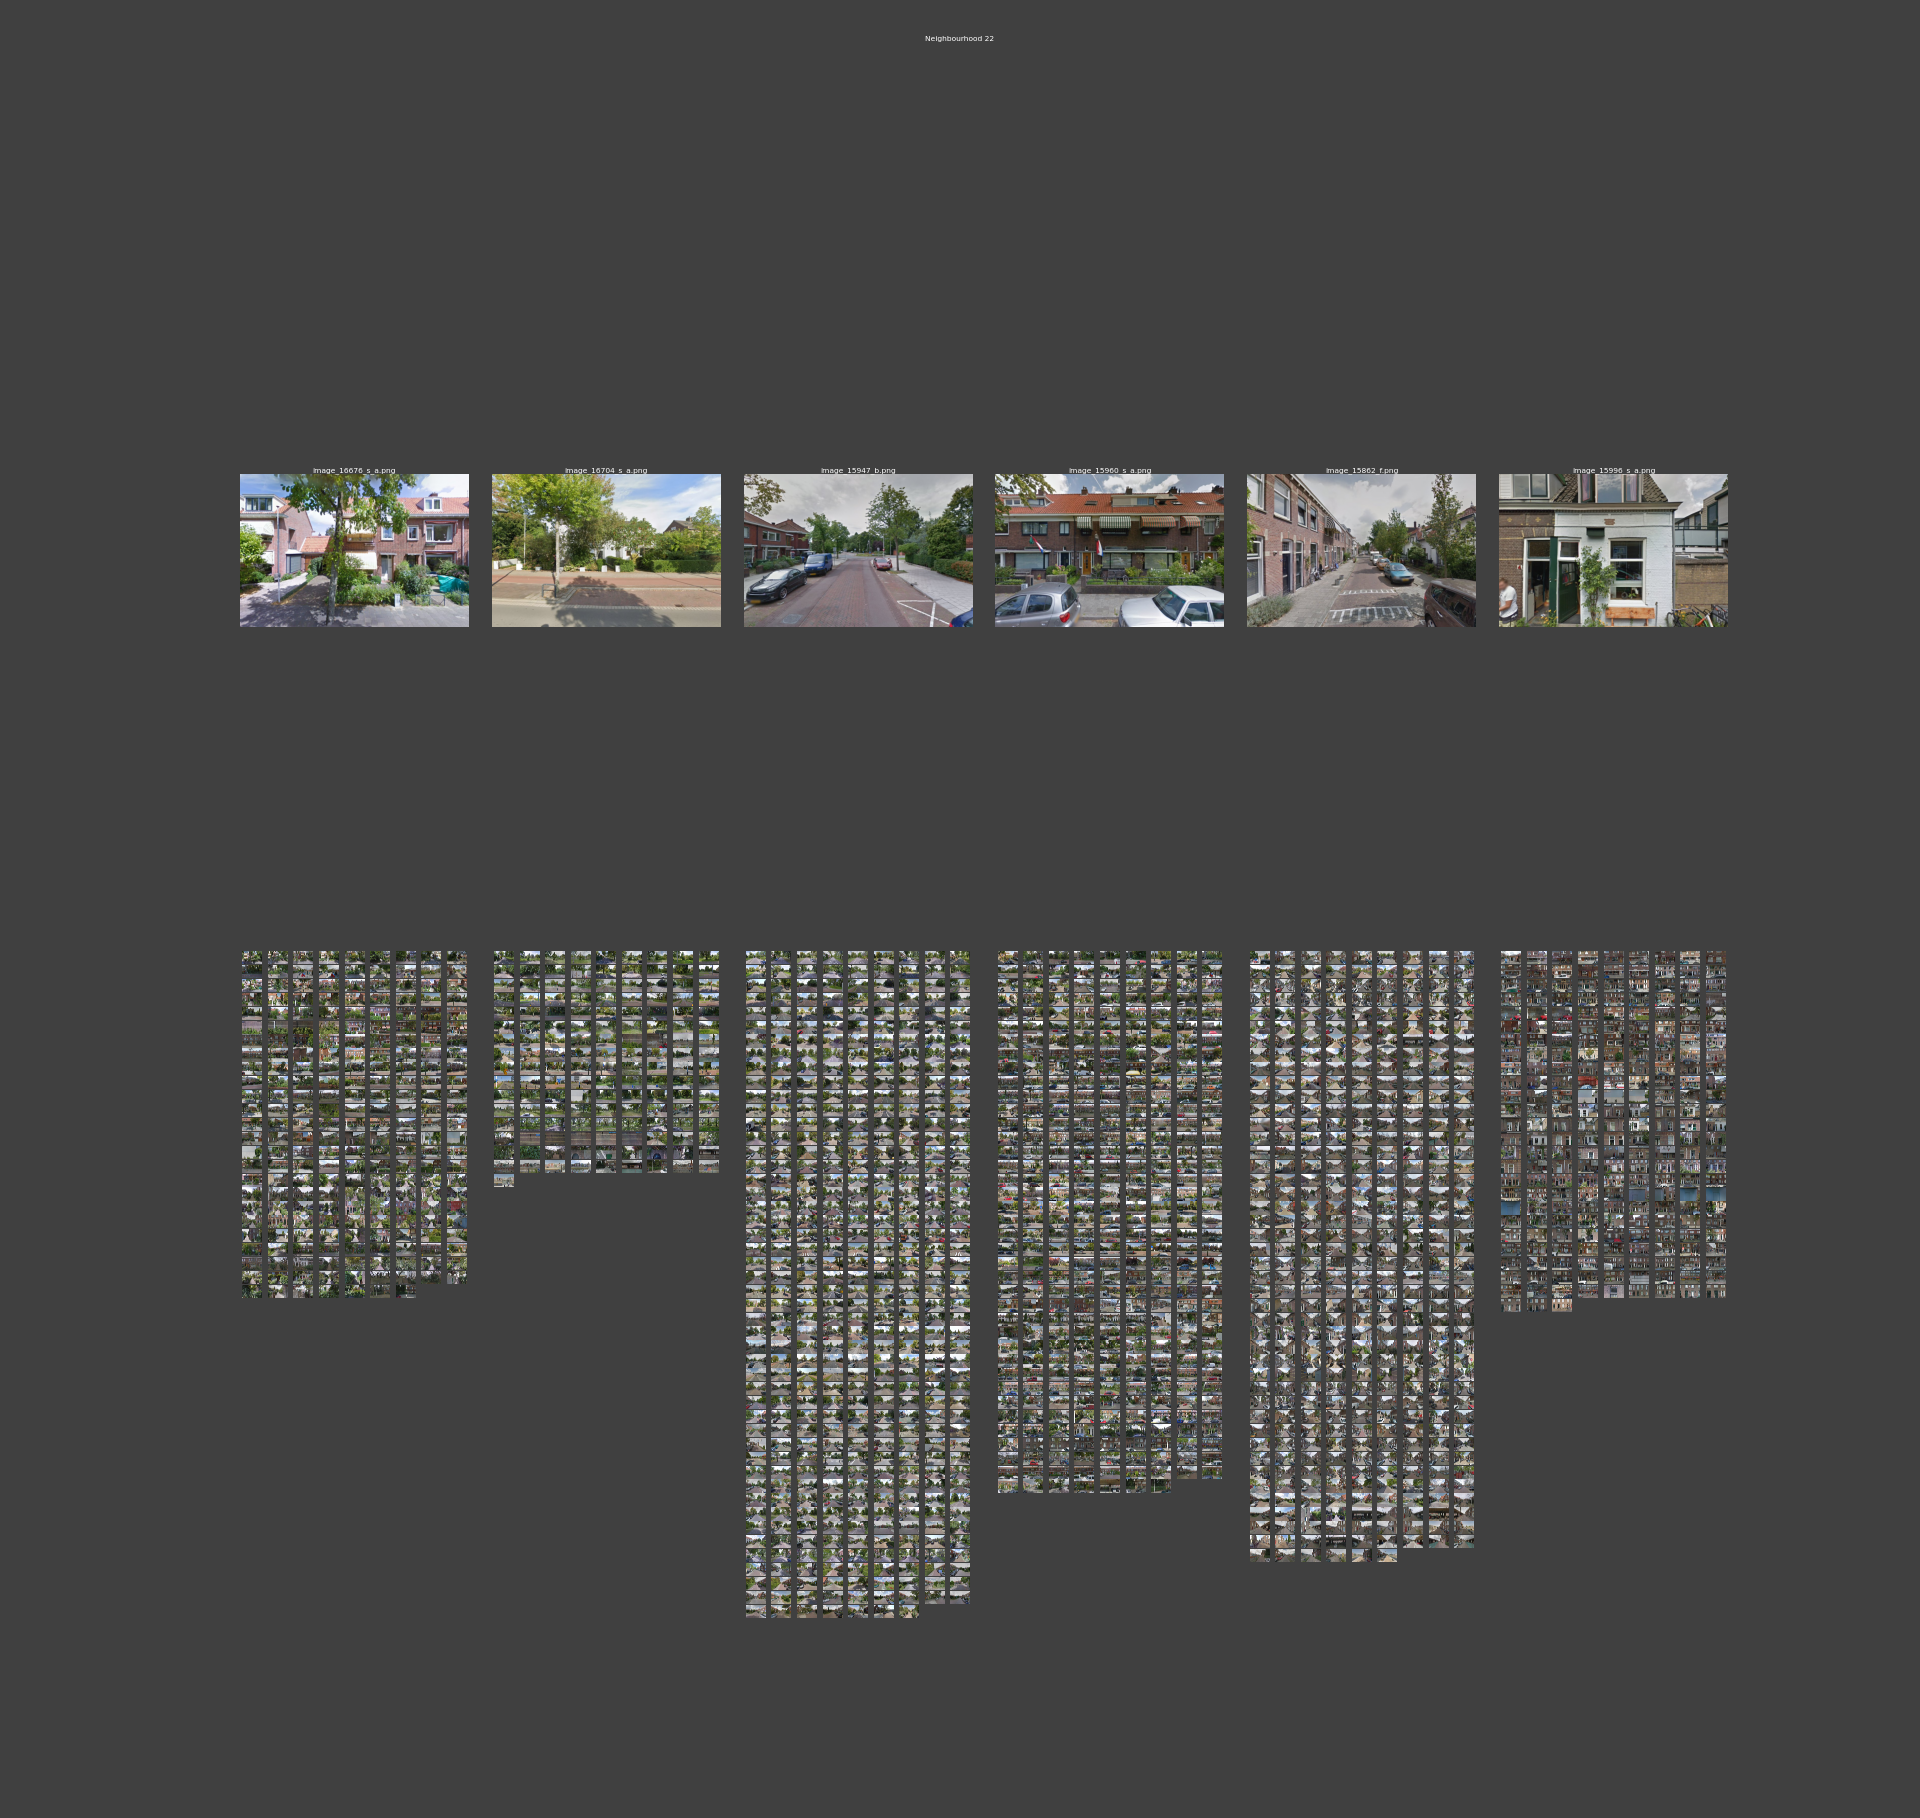 Neighbourhood 22
image_16676_s_a.png
image_16704_s_a.png
image_15947_b.png
image_15960_s_a.png
image_15862_f.png
image_15996_s_a.png